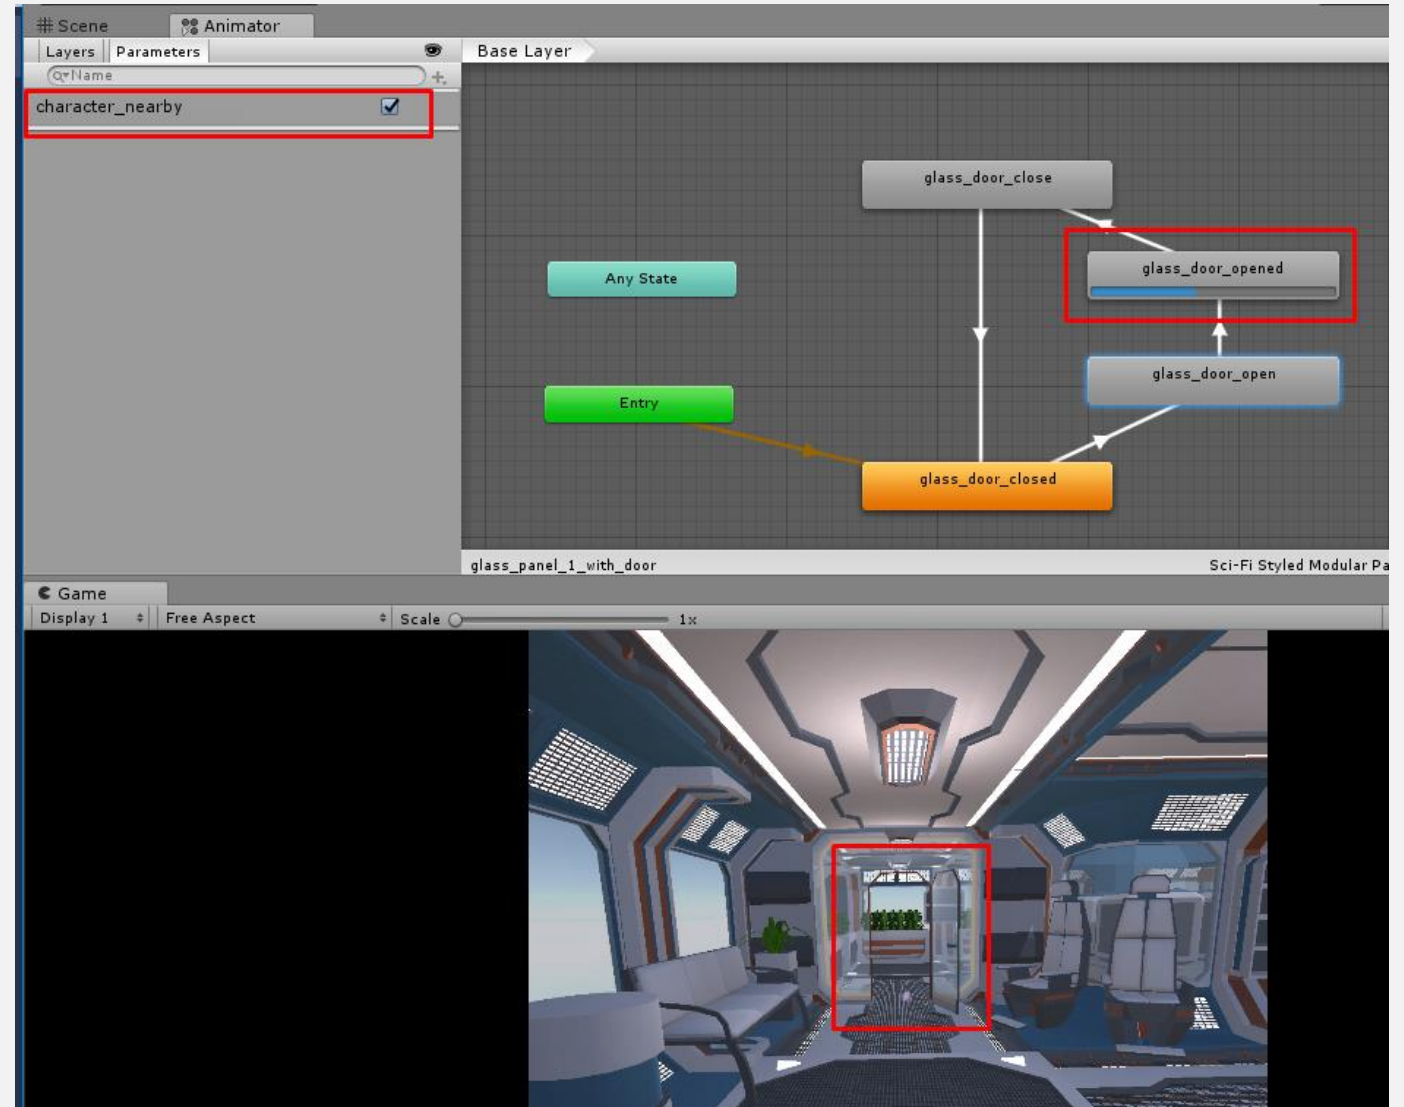 Scene
Animator
Layers
Parameters
Base Layer
Name
character_nearby
glass_door_close
glass_door_opened
Any State
glass_door_open
Entry
glass_door_closed
glass_panel_1_with_door
Sci-Fi Styled Modular Pa
Game
Display 1
Free Aspect
Scale
1x